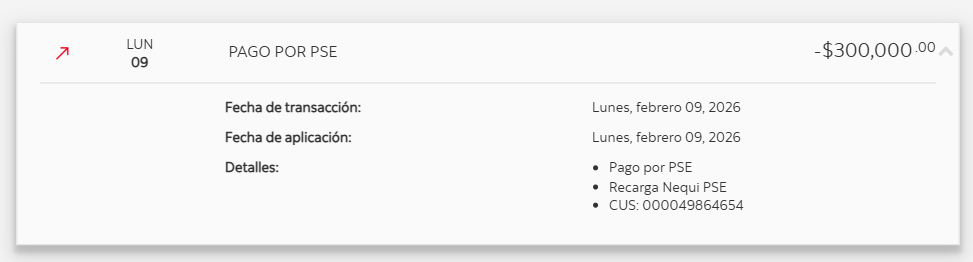 LUN
09
PAGO POR PSE
-$300,000.00
Fecha de transacción: Lunes, febrero 09, 2026
Fecha de aplicación: Lunes, febrero 09, 2026
Detalles:
• Pago por PSE
• Recarga Nequi PSE
• CUS: 000049864654